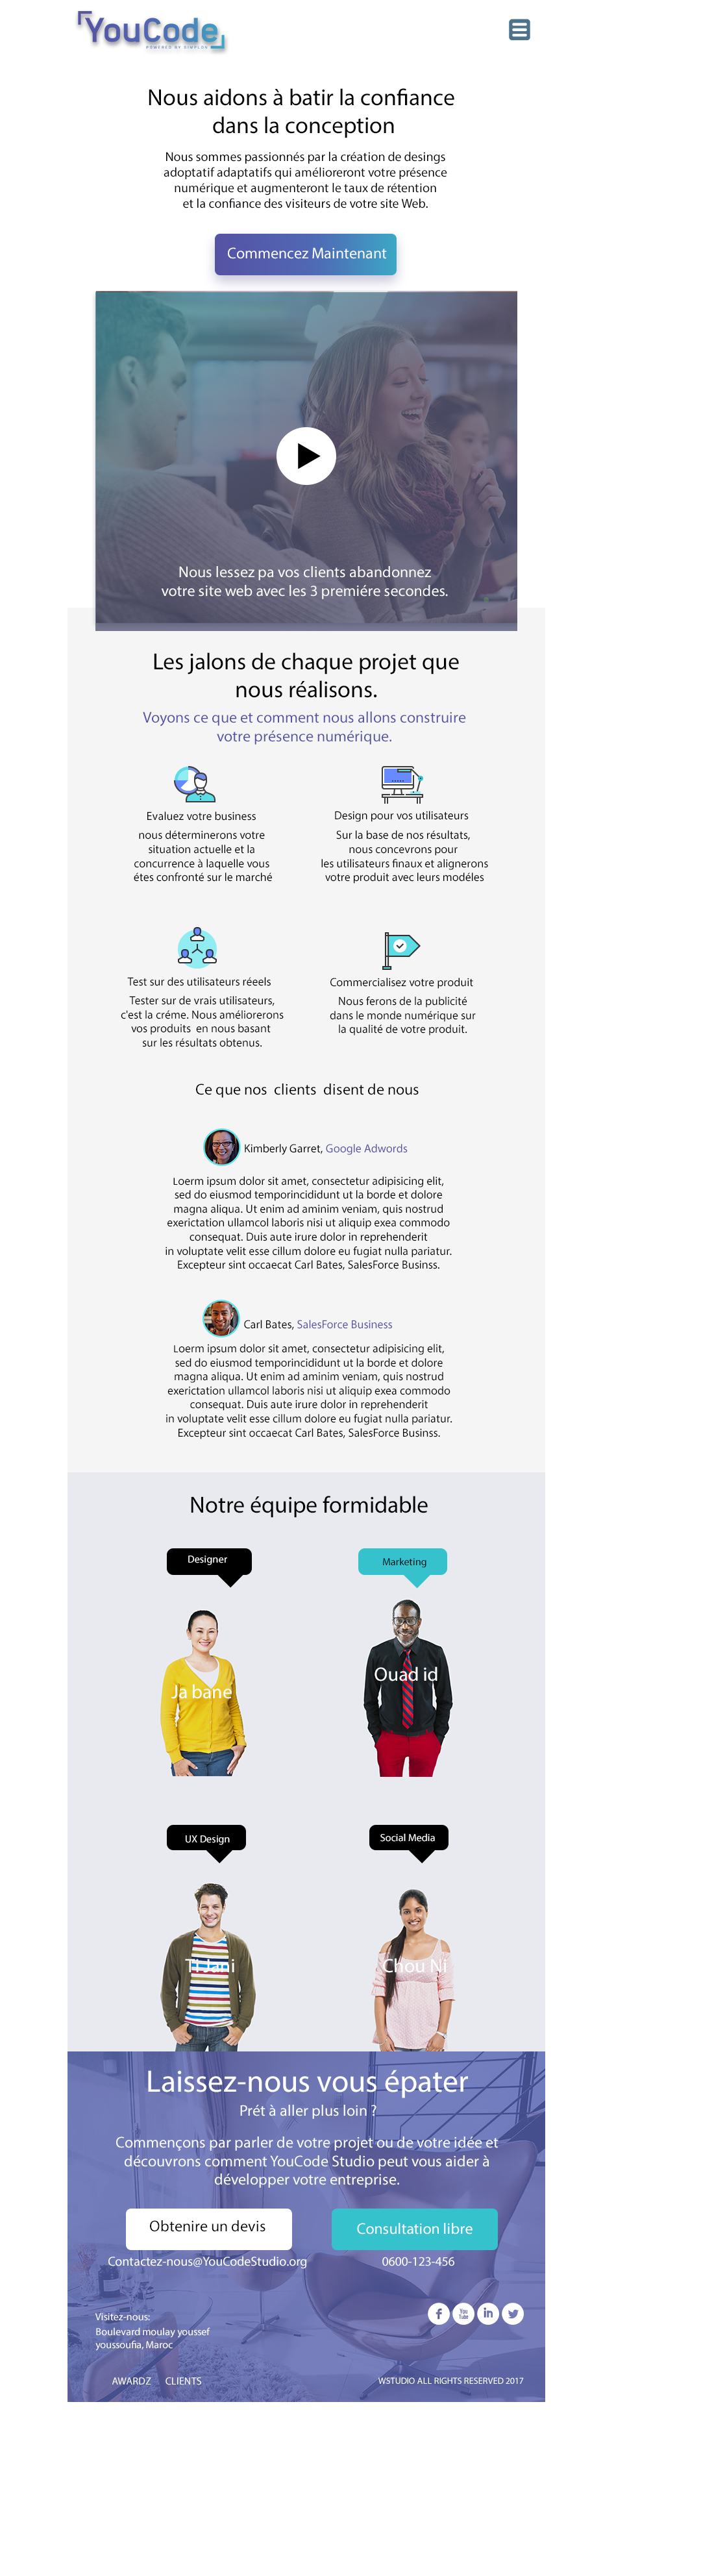 YouCode
POWERED BY SIMPLON
Nous aidons à batir la confiance
dans la conception
Nous sommes passionnés par la création de desings
adoptatif adaptatifs qui amélioreront votre présence
numérique et augmenteront le taux de rétention
et la confiance des visiteurs de votre site Web.
Commencez Maintenant
Nous lessez pa vos clients abandonnez
votre site web avec les 3 premiére secondes.
Les jalons de chaque projet que
nous réalisons.
Voyons ce que et comment nous allons construire
votre présence numérique.
Evaluez votre business
nous déterminerons votre
situation actuelle et la
concurrence à laquelle vous
étes confronté sur le marché
Design pour vos utilisateurs
Sur la base de nos résultats,
nous concevrons pour
les utilisateurs finaux et alignerons
votre produit avec leurs modéles
Test sur des utilisateurs réeels
Tester sur de vrais utilisateurs,
c'est la créme. Nous améliorerons
vos produits en nous basant
sur les résultats obtenus.
Commercialisez votre produit
Nous ferons de la publicité
dans le monde numérique sur
la qualité de votre produit.
Ce que nos clients disent de nous
Kimberly Garret, Google Adwords
Loerm ipsum dolor sit amet, consectetur adipisicing elit,
sed do eiusmod temporincididunt ut la borde et dolore
magna aliqua. Ut enim ad aminim veniam, quis nostrud
exerictation ullamcol laboris nisi ut aliquip exea commodo
consequat. Duis aute irure dolor in reprehenderit
in voluptate velit esse cillum dolore eu fugiat nulla pariatur.
Excepteur sint occaecat Carl Bates, SalesForce Businss.
Carl Bates, SalesForce Business
Loerm ipsum dolor sit amet, consectetur adipisicing elit,
sed do eiusmod temporincididunt ut la borde et dolore
magna aliqua. Ut enim ad aminim veniam, quis nostrud
exerictation ullamcol laboris nisi ut aliquip exea commodo
consequat. Duis aute irure dolor in reprehenderit
in voluptate velit esse cillum dolore eu fugiat nulla pariatur.
Excepteur sint occaecat Carl Bates, SalesForce Businss.
Notre équipe formidable
Designer
Ja bane
Marketing
Ouad id
UX Design
Ti Jani
Social Media
Chou Ni
Laissez-nous vous épater
Prét à aller plus loin ?
Commençons par parler de votre projet ou de votre idée et
découvrons comment YouCode Studio peut vous aider à
développer votre entreprise.
Obtenire un devis
Consultation libre
Contactez-nous@YouCodeStudio.org
0600-123-456
Visitez-nous:
Boulevard moulay youssef
youssoufia, Maroc
You Tube
in
AWARDZ CLIENTS
WSTUDIO ALL RIGHTS RESERVED 2017